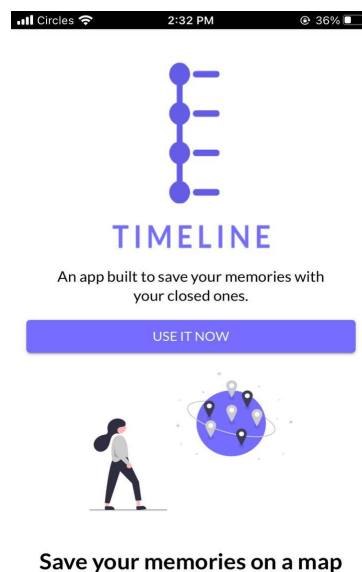 Circles 2:32 PM 36%
TIMELINE
An app built to save your memories with
your closed ones.
USE IT NOW
Save your memories on a map